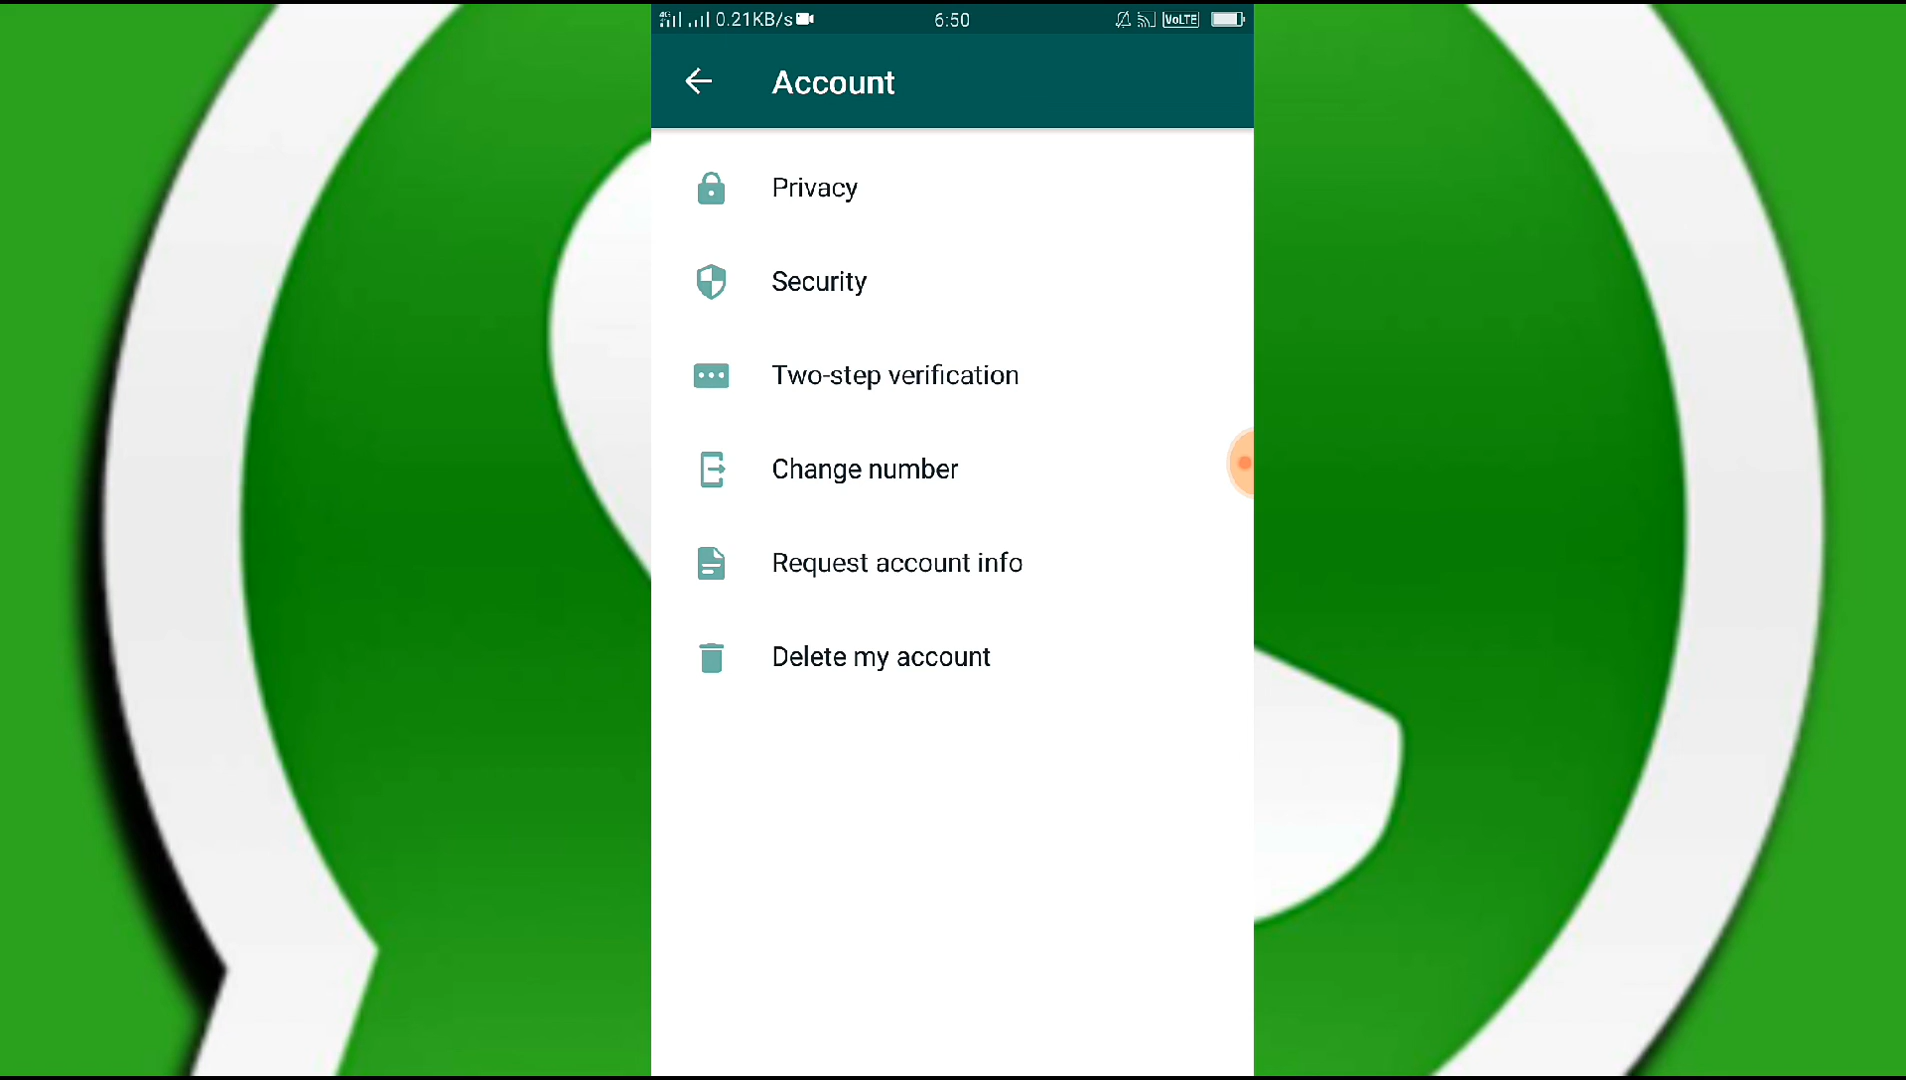 4G 0.21KB/s 6:50 VoLTE
Account
Privacy
Security
Two-step verification
Change number
Request account info
Delete my account